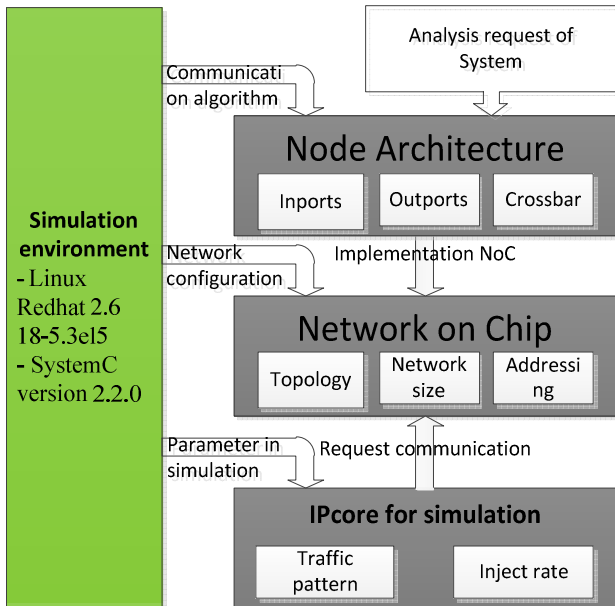 Analysis request of
System
Communicati
on algorithm
Node Architecture
Inports
Outports
Crossbar
Simulation
environment
- Linux
Redhat 2.6
18-5.3el5
- SystemC
version 2.2.0
Network
configuration
Implementation NoC
Network on Chip
Topology
Network
size
Addressi
ng
Parameter in
simulation
Request communication
IPcore for simulation
Traffic
pattern
Inject rate